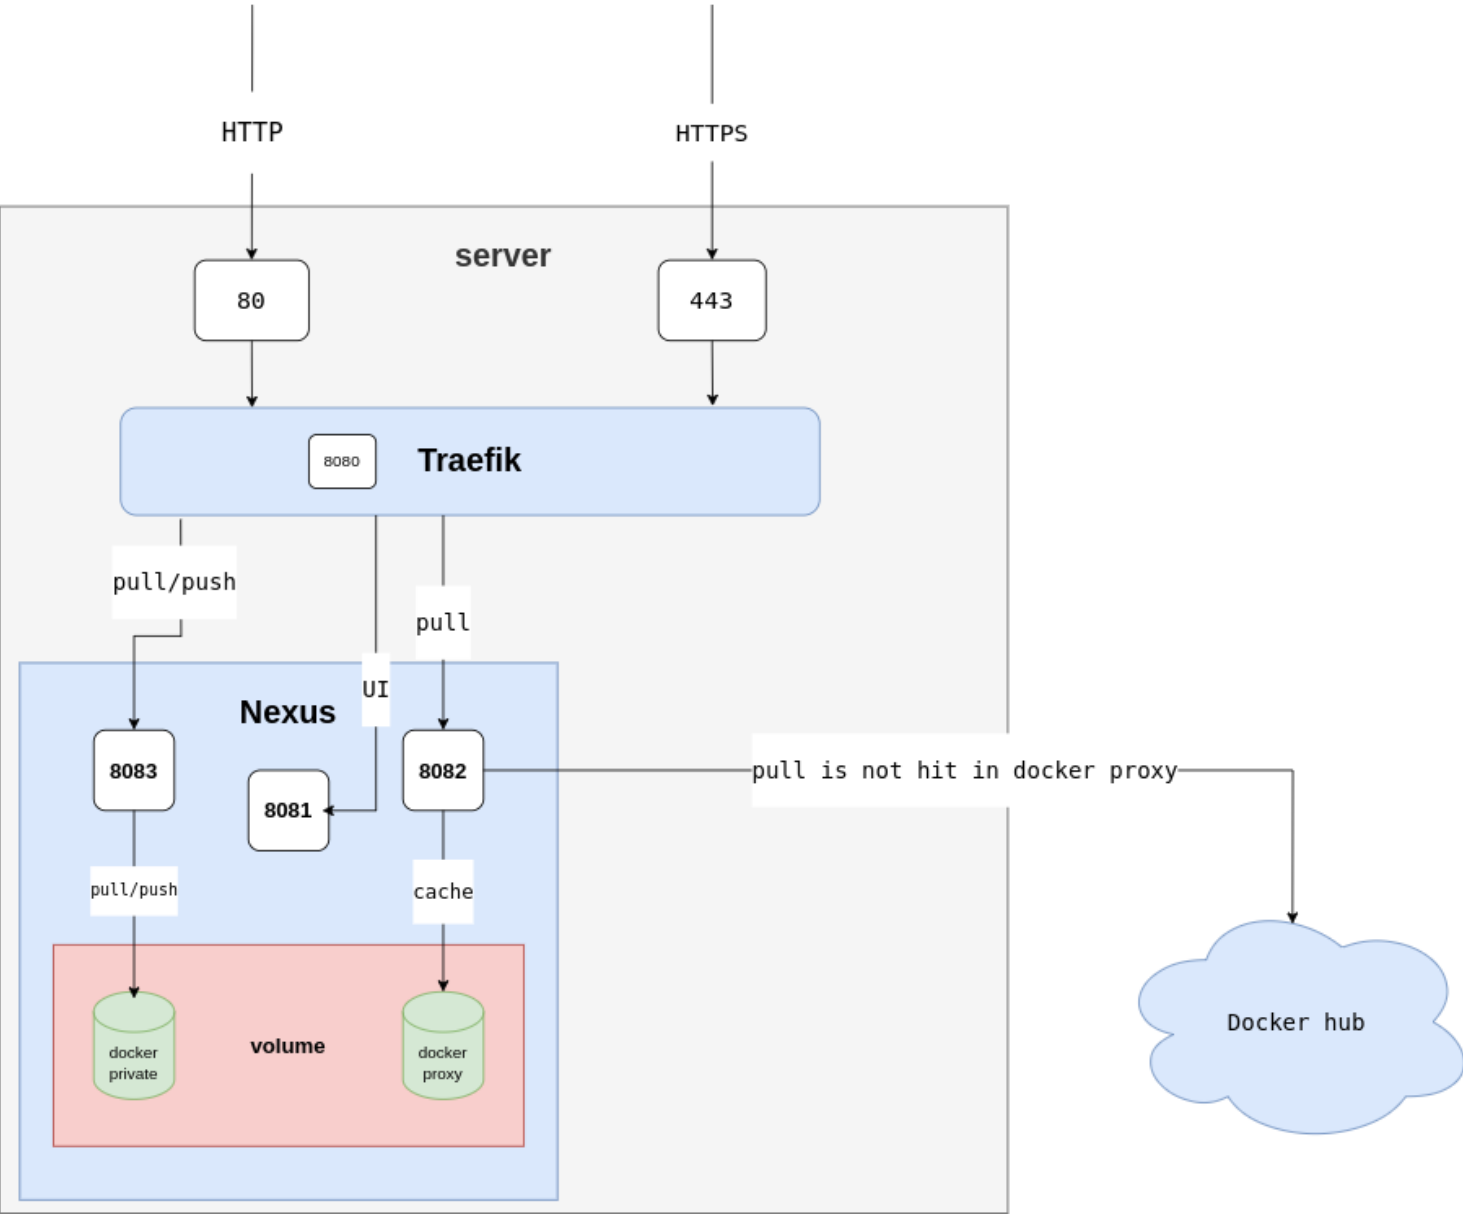 HTTP
HTTPS
server
80
443
8080
Traefik
pull/push
pull
UI
Nexus
8083
8081
8082
pull is not hit in docker proxy
pull/push
cache
docker
private
volume
docker
proxy
Docker hub